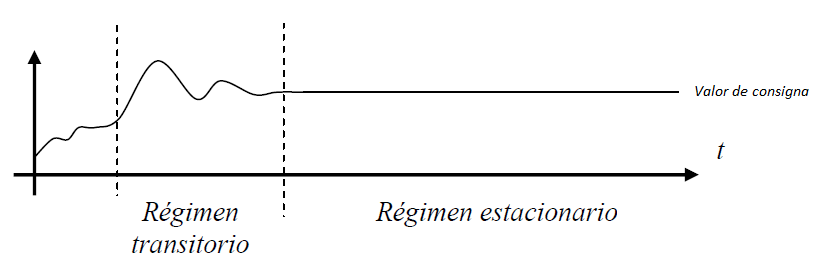 Valor de consigna
t
Régimen
transitorio
Régimen estacionario